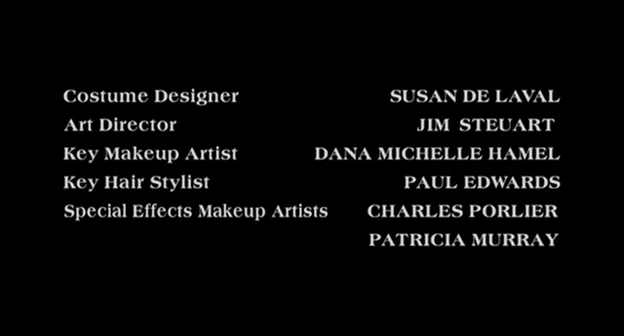 Costume Designer SUSAN DE LAVAL
Art Director JIM STEUART
Key Makeup Artist DANA MICHELLE HAMEL
Key Hair Stylist PAUL EDWARDS
Special Effects Makeup Artists CHARLES PORLIER
PATRICIA MURRAY